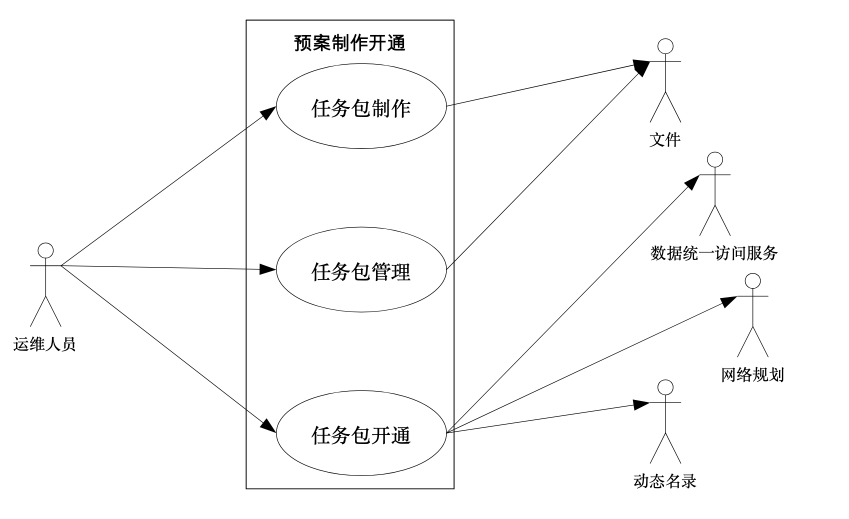 预案制作开通
任务包制作
文件
数据统一访问服务
任务包管理
运维人员
网络规划
任务包开通
动态名录